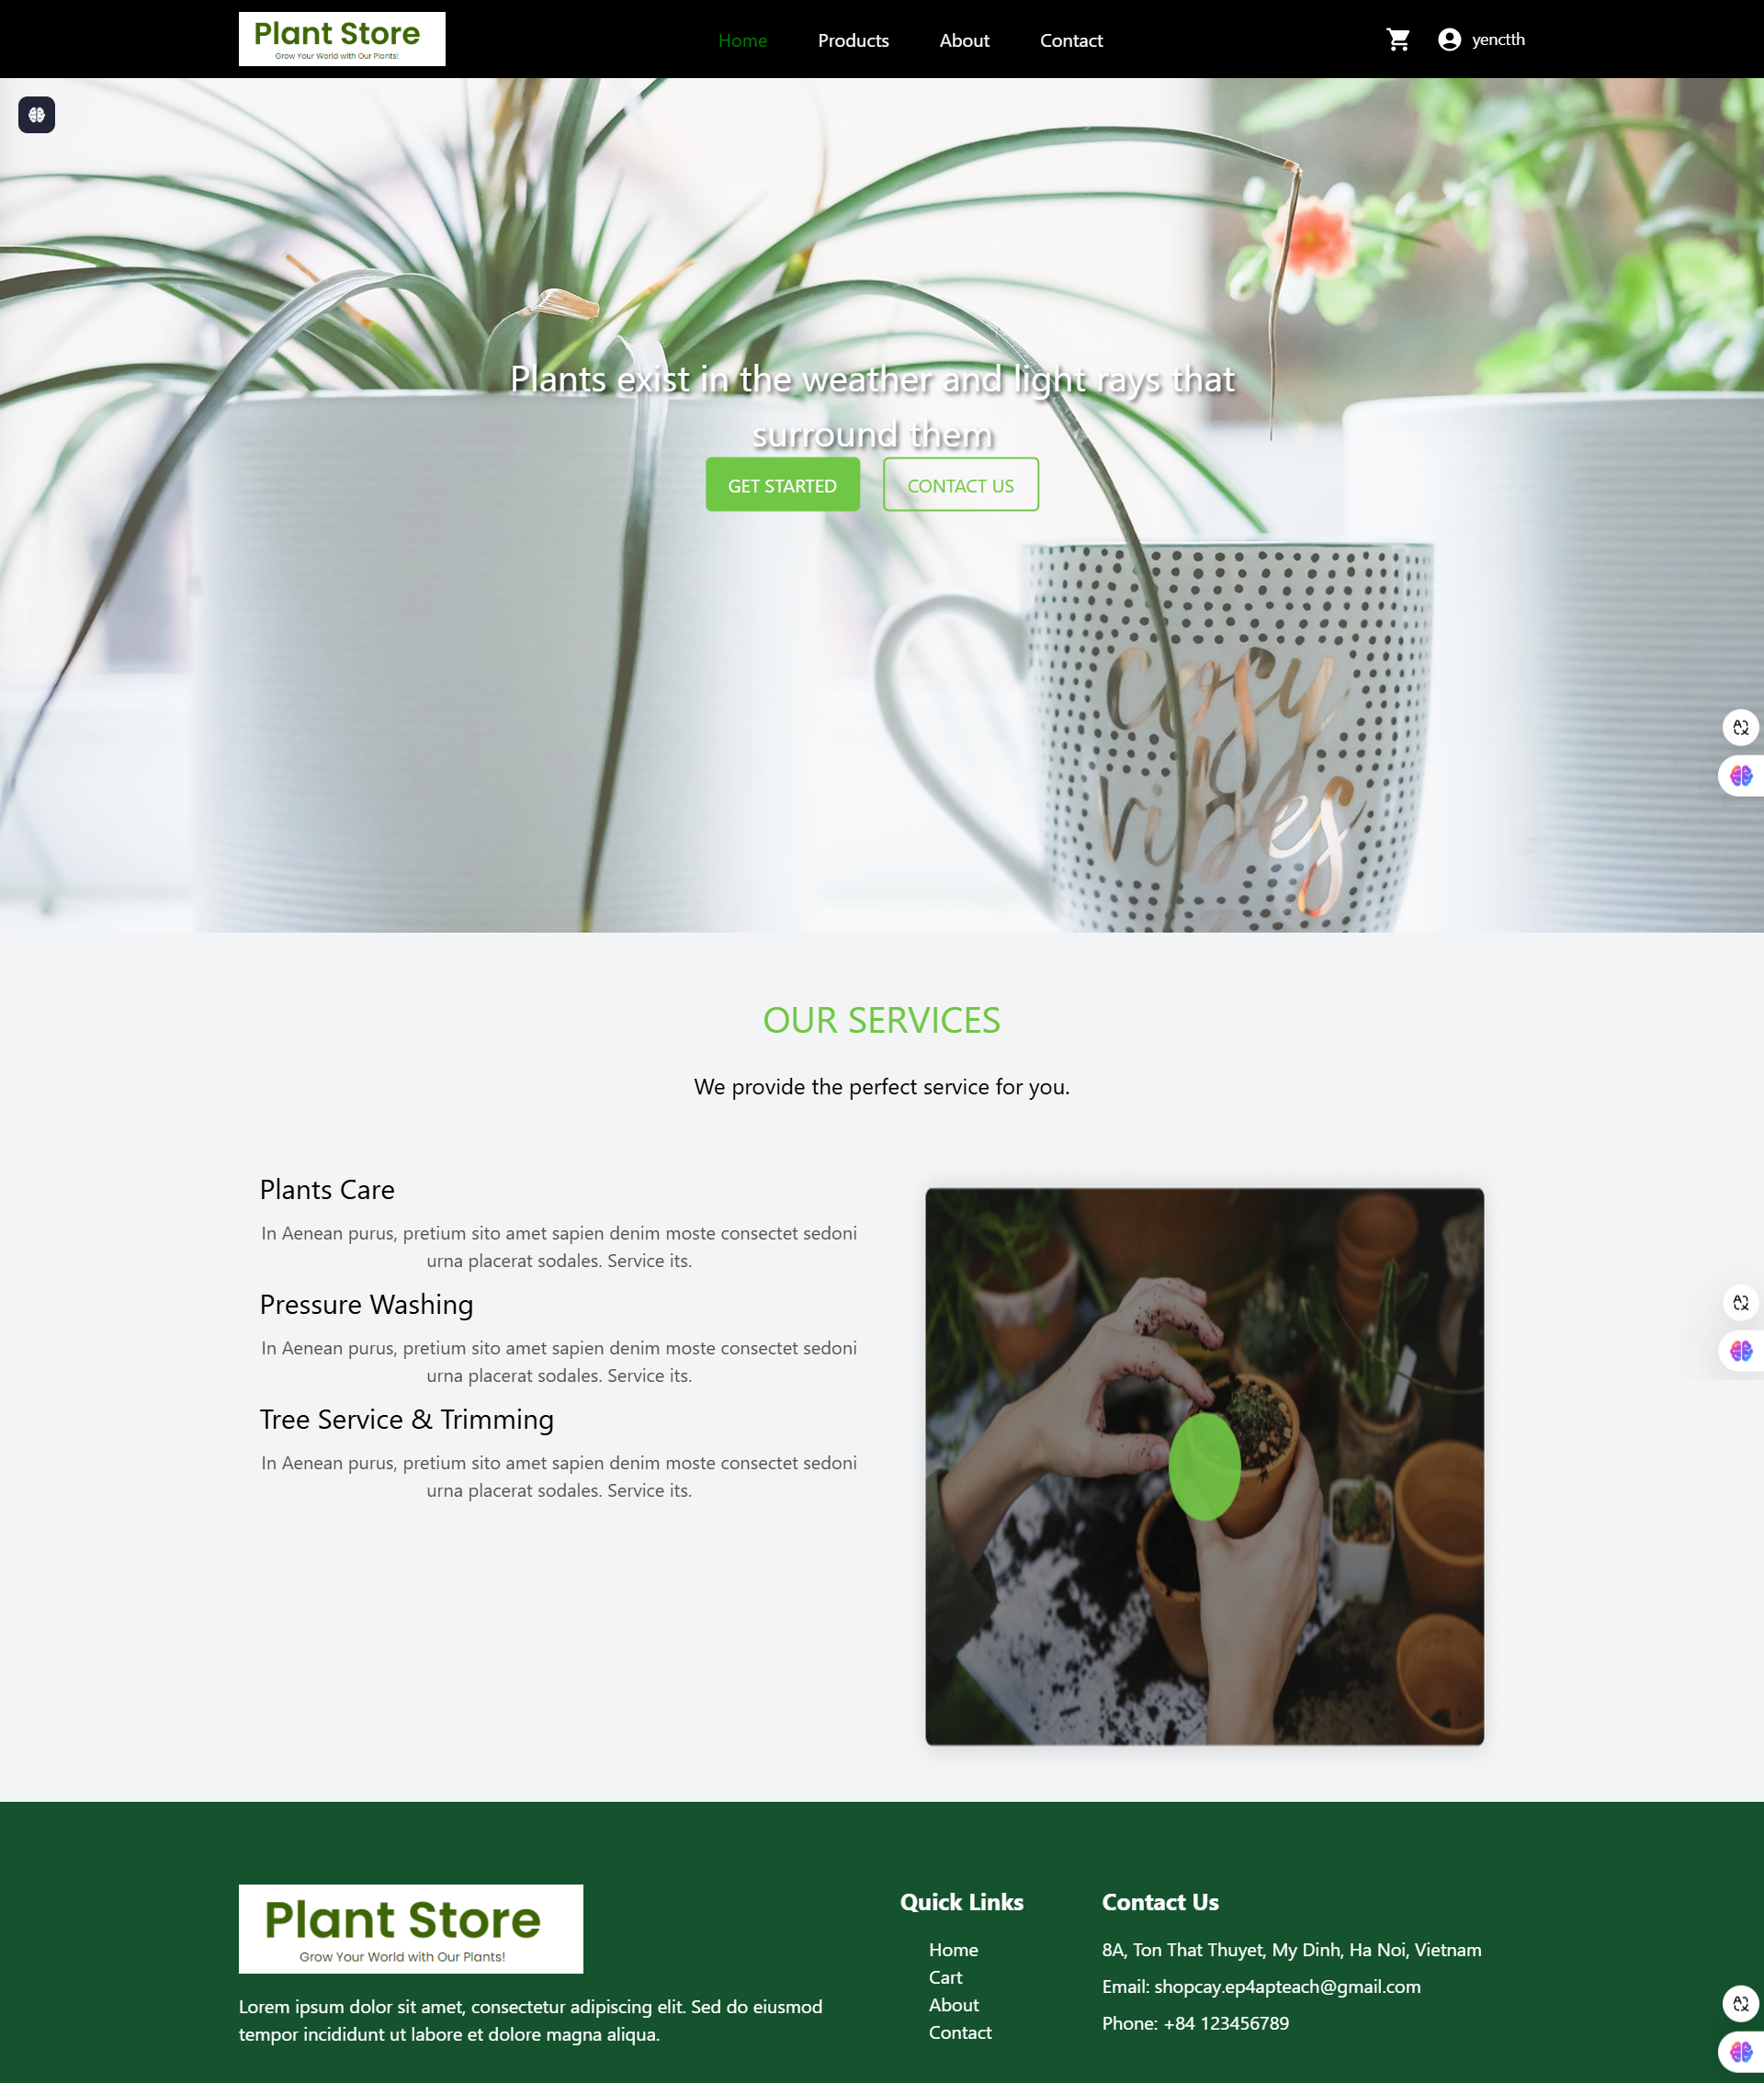 Plant Store
Grow Your World with Our Plants!
Home
Products
About
Contact
yenctth
Plants exist in the weather and light rays that
surround them
GET STARTED
CONTACT US
cosy
vibes
OUR SERVICES
We provide the perfect service for you.
Plants Care
In Aenean purus, pretium sito amet sapien denim moste consectet sedoni
urna placerat sodales. Service its.
Pressure Washing
In Aenean purus, pretium sito amet sapien denim moste consectet sedoni
urna placerat sodales. Service its.
Tree Service & Trimming
In Aenean purus, pretium sito amet sapien denim moste consectet sedoni
urna placerat sodales. Service its.
Plant Store
Grow Your World with Our Plants!
Lorem ipsum dolor sit amet, consectetur adipiscing elit. Sed do eiusmod
tempor incididunt ut labore et dolore magna aliqua.
Quick Links
Home
Cart
About
Contact
Contact Us
8A, Ton That Thuyet, My Dinh, Ha Noi, Vietnam
Email: shopcay.ep4apteach@gmail.com
Phone: +84 123456789